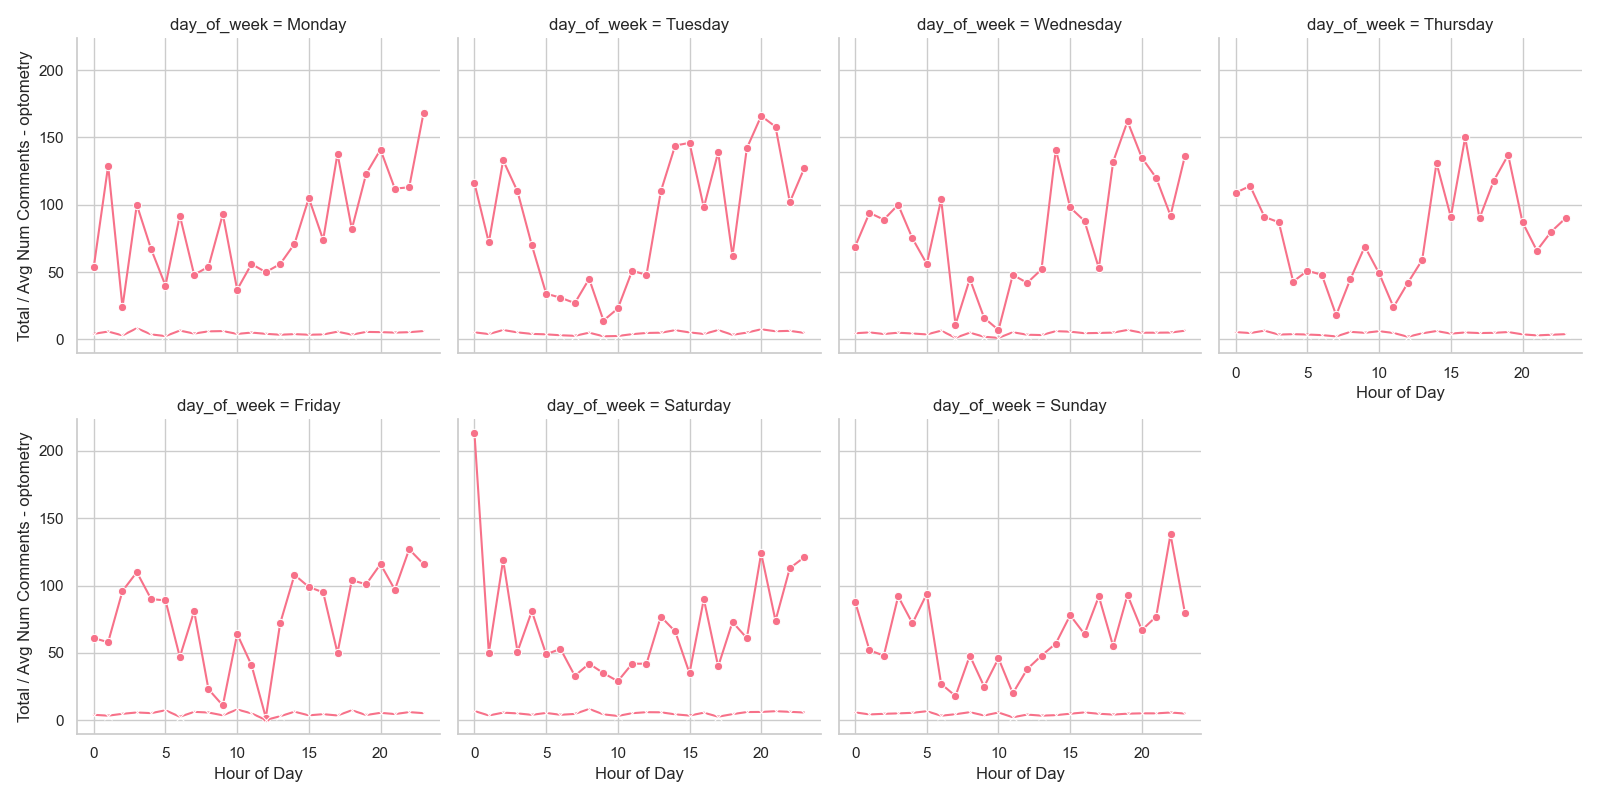 day_of_week = Monday
day_of_week = Tuesday
day_of_week = Wednesday
day_of_week = Thursday
Total / Avg Num Comments - optometry
200
150
100
50
0
0 5 10 15 20
Hour of Day
day_of_week = Friday
day_of_week = Saturday
day_of_week = Sunday
Total / Avg Num Comments - optometry
200
150
100
50
0
0 5 10 15 20
Hour of Day
0 5 10 15 20
Hour of Day
0 5 10 15 20
Hour of Day